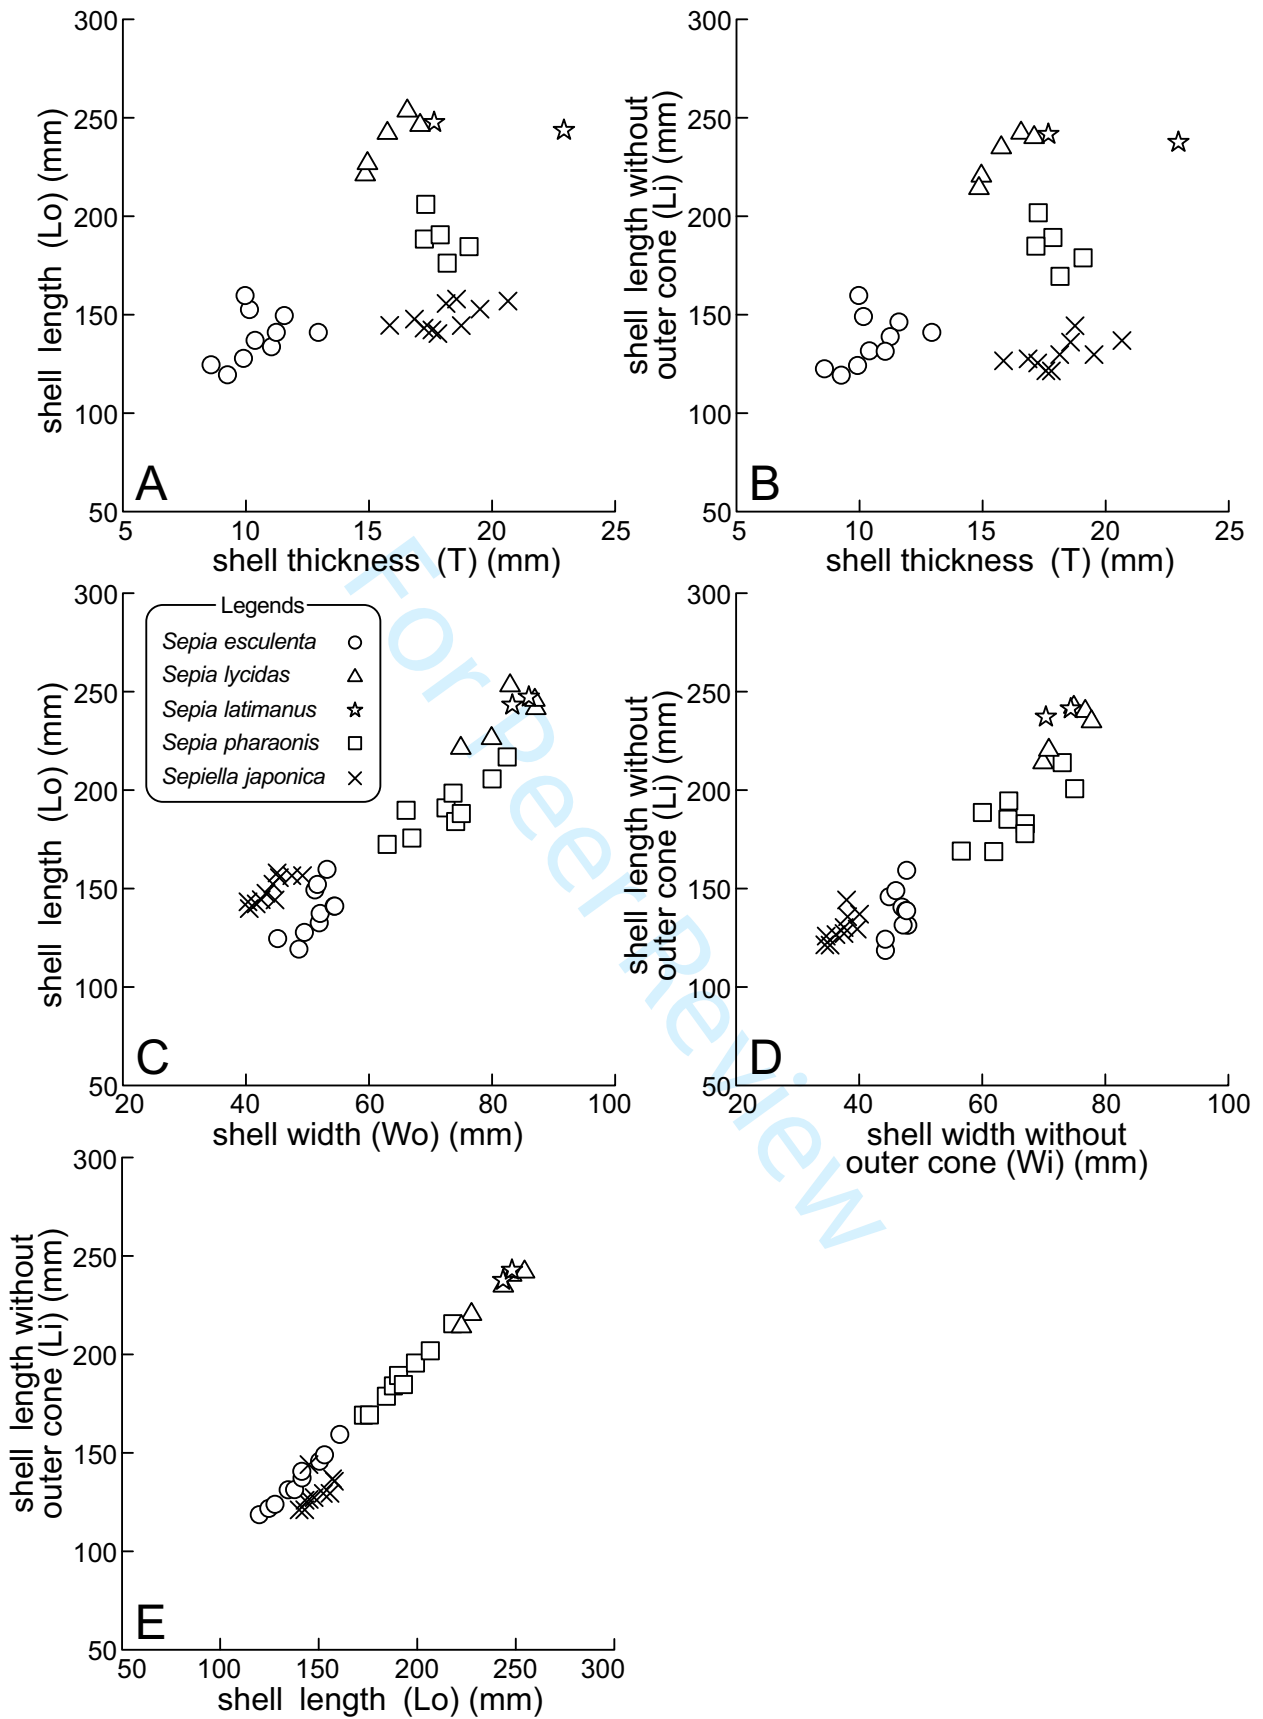 300
250
200
150
100
50
5
10
15
20
25
shell length (Lo) (mm)
shell thickness (T) (mm)
A
300
250
200
150
100
50
5
10
15
20
25
shell length without
outer cone (Li) (mm)
shell thickness (T) (mm)
B
300
250
200
150
100
50
20
40
60
80
100
shell length (Lo) (mm)
shell width (Wo) (mm)
C
Legends
Sepia esculenta
Sepia lycidas
Sepia latimanus
Sepia pharaonis
Sepiella japonica
300
250
200
150
100
50
20
40
60
80
100
shell length without
outer cone (Li) (mm)
shell width without
outer cone (Wi) (mm)
D
300
250
200
150
100
50
50
100
150
200
250
300
shell length without
outer cone (Li) (mm)
shell length (Lo) (mm)
E
For Peer Review